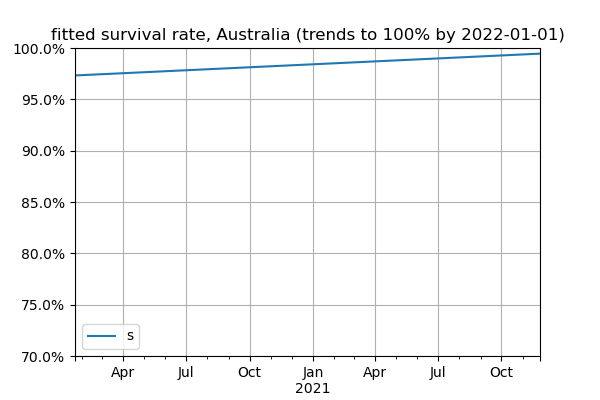 fitted survival rate, Australia (trends to 100% by 2022-01-01)
100.0%
95.0%
90.0%
85.0%
80.0%
75.0%
70.0%
s
Apr Jul Oct Jan Apr Jul Oct
2021